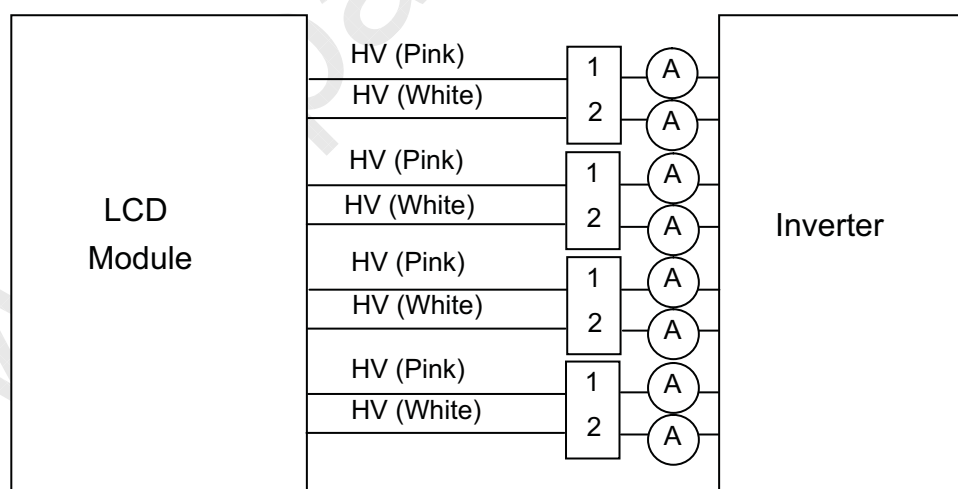 HV (Pink)
1
A
HV (White)
2
A
HV (Pink)
1
A
HV (White)
2
A
LCD
Module
Inverter
HV (Pink)
1
A
HV (White)
2
A
HV (Pink)
1
A
HV (White)
2
A